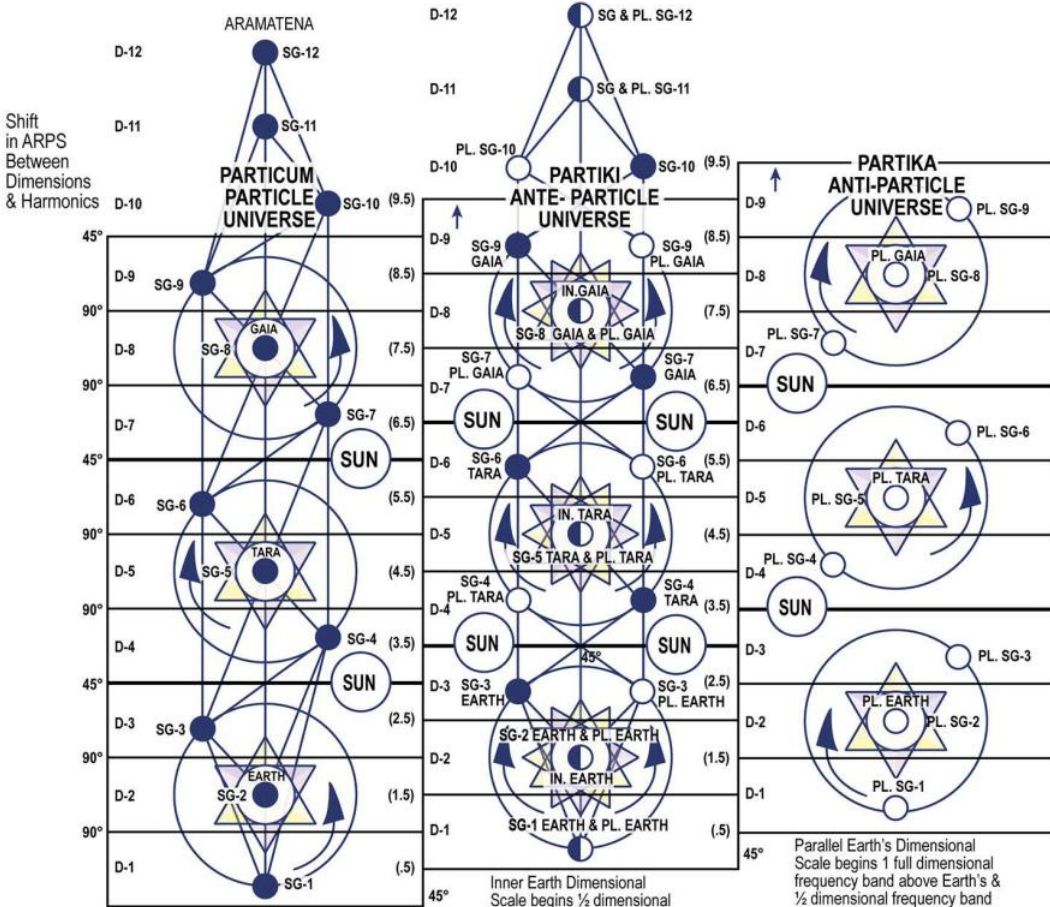 Shift
in ARPS
Between
Dimensions
& Harmonics
45°
90°
90°
45°
90°
90°
45°
90°
90°
D-12
D-11
D-10
D-9
D-8
D-7
D-6
D-5
D-4
D-3
D-2
D-1
ARAMATENA
SG-12
SG-11
PARTICUM
PARTICLE
UNIVERSE
SG-10
SG-9
GAIA
SG-8
SG-7
SUN
SG-6
TARA
SG-5
SG-4
SUN
SG-3
EARTH
SG-2
SG-1
(9.5)
(8.5)
(7.5)
(6.5)
(5.5)
(4.5)
(3.5)
(2.5)
(1.5)
(.5)
45°
D-12
D-11
D-10
D-9
D-8
D-7
D-6
D-5
D-4
D-3
D-2
D-1
SG & PL. SG-12
SG & PL. SG-11
PL. SG-10
SG-10
PARTIKI
ANTE- PARTICLE
UNIVERSE
SG-9
GAIA
SG-9
PL. GAIA
IN.GAIA
SG-8 GAIA & PL. GAIA
SG-7
PL. GAIA
SG-7
GAIA
SUN
SUN
SG-6
TARA
SG-6
PL. TARA
IN. TARA
SG-5 TARA & PL. TARA
SG-4
PL. TARA
SG-4
TARA
SUN
SUN
45°
SG-3
EARTH
SG-3
PL. EARTH
SG-2 EARTH & PL. EARTH
IN. EARTH
SG-1 EARTH & PL. EARTH
Inner Earth Dimensional
Scale begins ½ dimensional
(9.5)
(8.5)
(7.5)
(6.5)
(5.5)
(4.5)
(3.5)
(2.5)
(1.5)
(.5)
45°
D-9
D-8
D-7
D-6
D-5
D-4
D-3
D-2
D-1
PARTIKA
ANTI-PARTICLE
UNIVERSE
PL. SG-9
PL. GAIA
PL. SG-8
PL. SG-7
SUN
PL. SG-6
PL. TARA
PL. SG-5
PL. SG-4
SUN
PL. SG-3
PL. EARTH
PL. SG-2
PL. SG-1
Parallel Earth's Dimensional
Scale begins 1 full dimensional
frequency band above Earth's &
½ dimensional frequency band